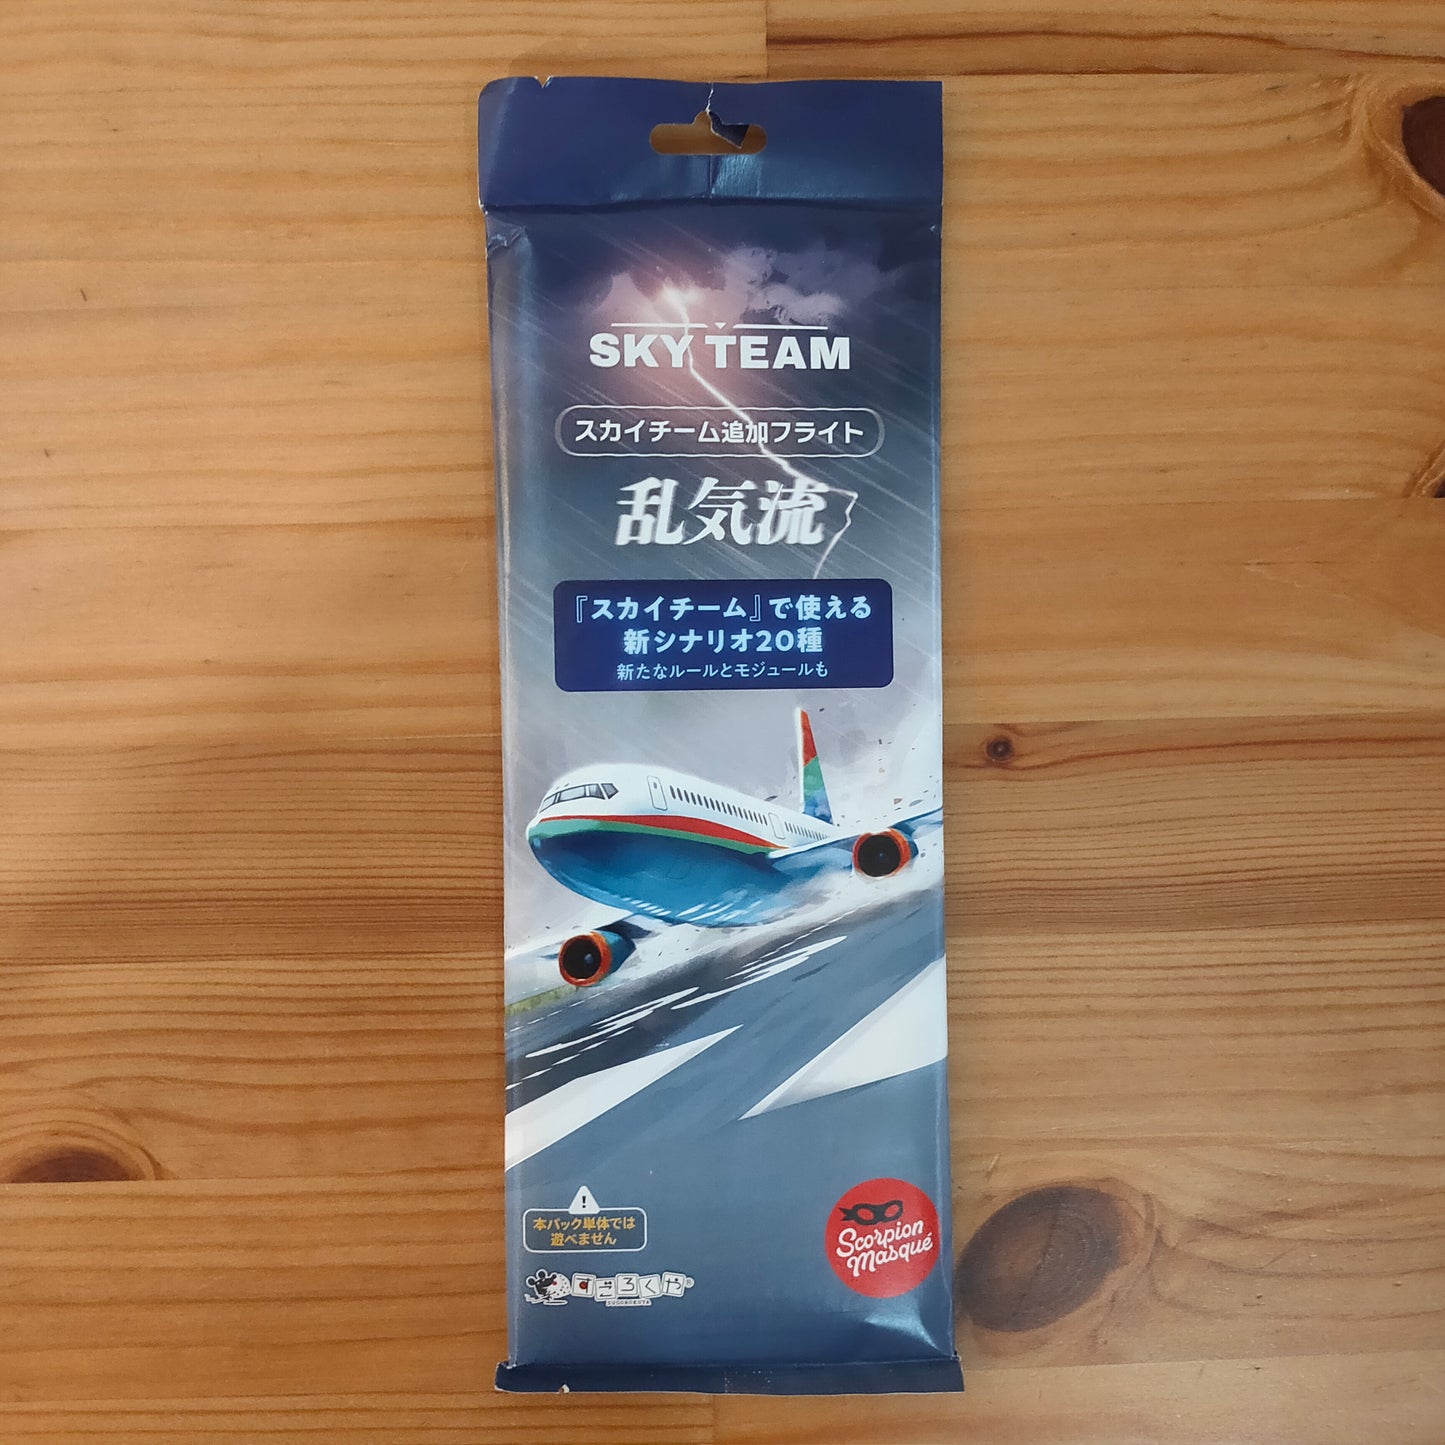 SKY TEAM
スカイチーム追加フライト
乱気流
『スカイチーム』で使える
新シナリオ20種
新たなルールとモジュールも
!
本パック単体では
遊べません
すごろくや®
SUGOROKUYA
Scorpion
Masqué